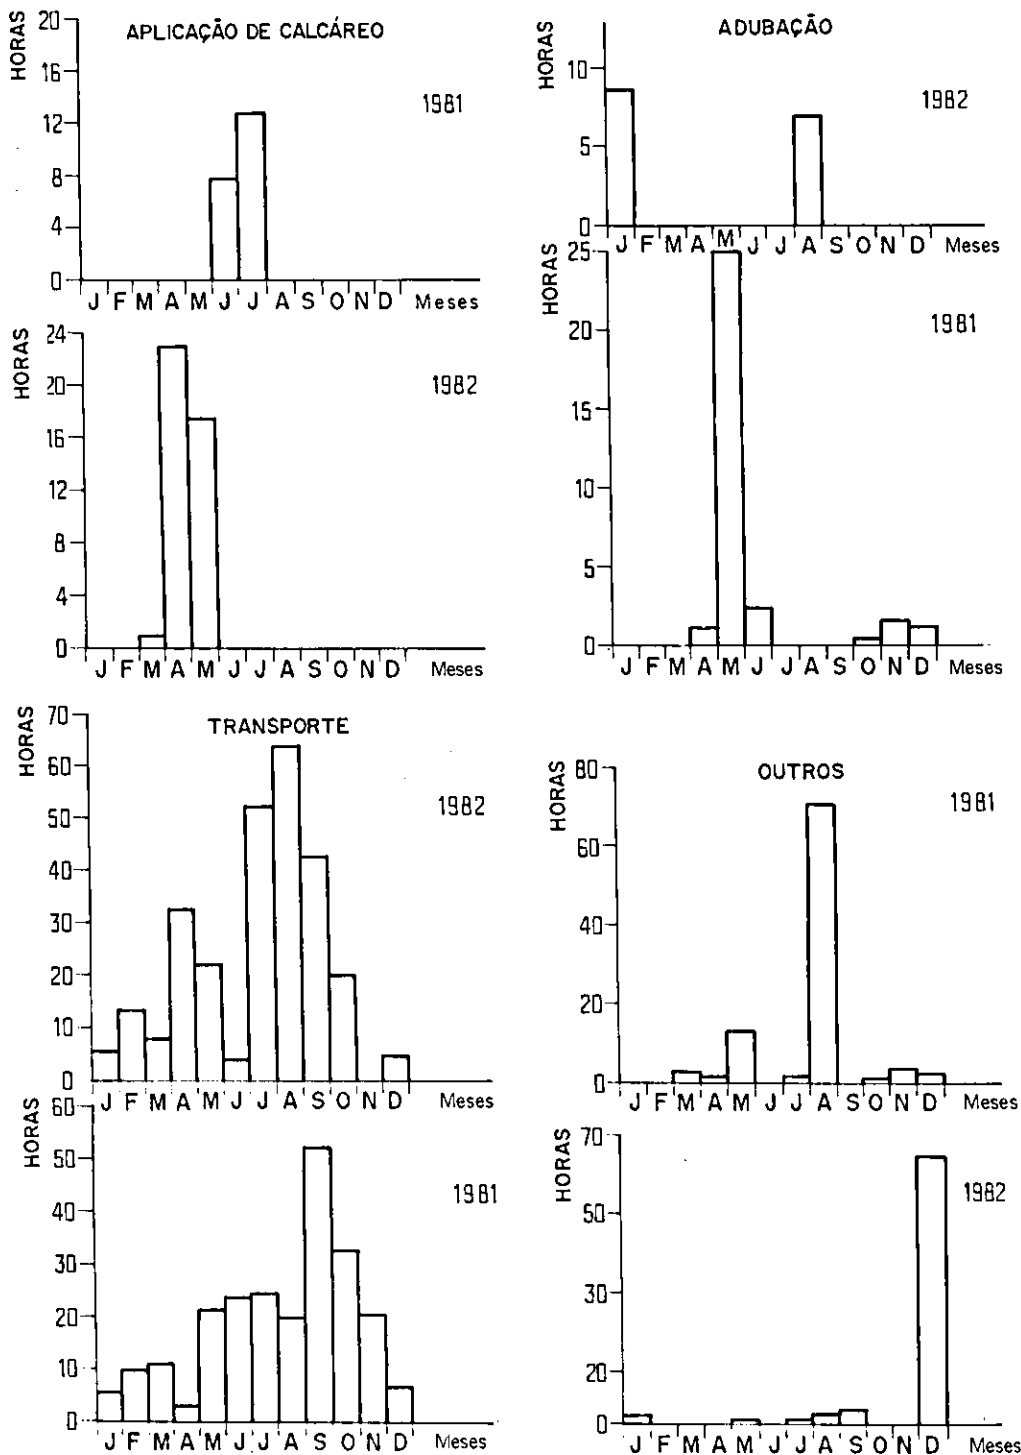 APLICAÇÃO DE CALCÁREO
HORAS
1981
20
16
12
8
4
0
J F M A M J J A S O N D Meses
ADUBAÇÃO
HORAS
1982
10
5
0
J F M A M J J A S O N D Meses
HORAS
1982
24
20
16
12
8
4
0
J F M A M J J A S O N D Meses
HORAS
1981
25
20
15
10
5
0
J F M A M J J A S O N D Meses
TRANSPORTE
HORAS
1982
70
60
50
40
30
20
10
0
J F M A M J J A S O N D Meses
OUTROS
HORAS
1981
80
60
40
20
0
J F M A M J J A S O N D Meses
HORAS
1981
60
50
40
30
20
10
0
J F M A M J J A S O N D Meses
HORAS
1982
70
50
30
20
0
J F M A M J J A S O N D Meses